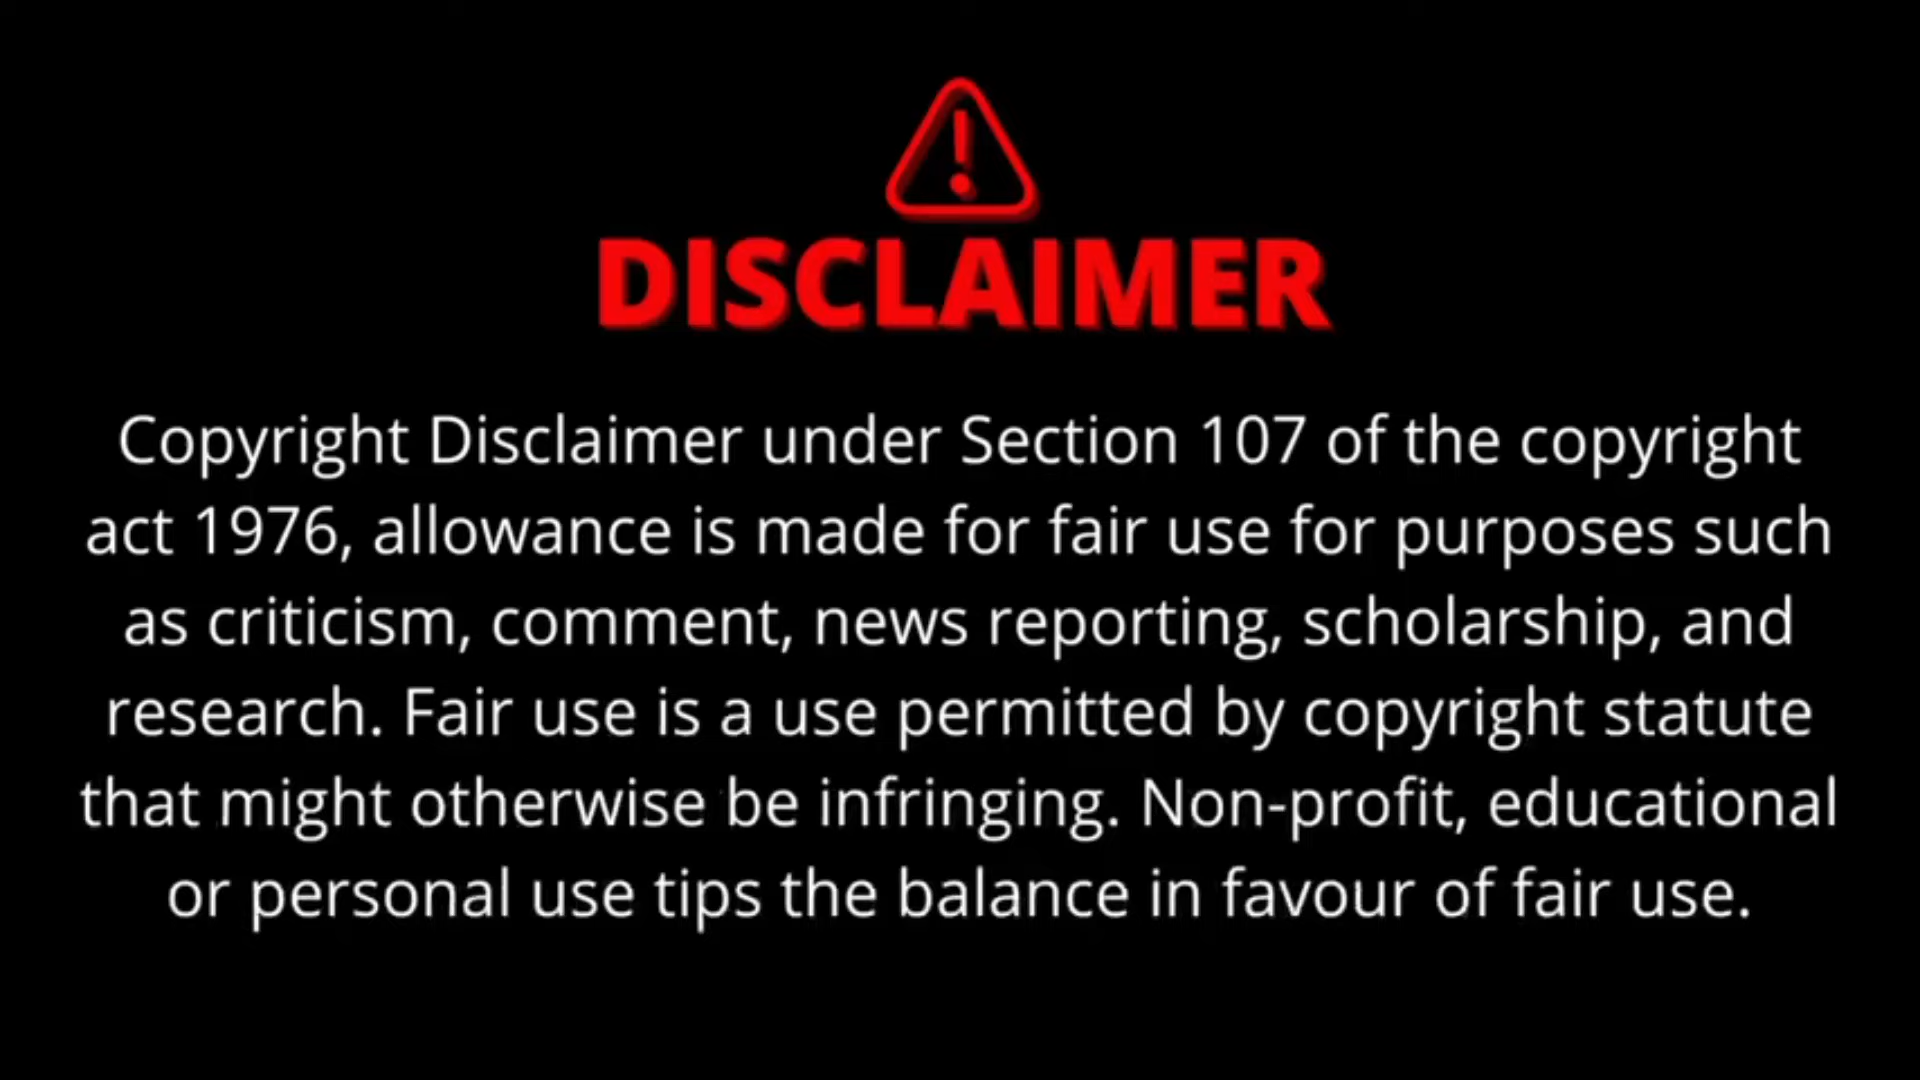 DISCLAIMER
Copyright Disclaimer under Section 107 of the copyright
act 1976, allowance is made for fair use for purposes such
as criticism, comment, news reporting, scholarship, and
research. Fair use is a use permitted by copyright statute
that might otherwise be infringing. Non-profit, educational
or personal use tips the balance in favour of fair use.